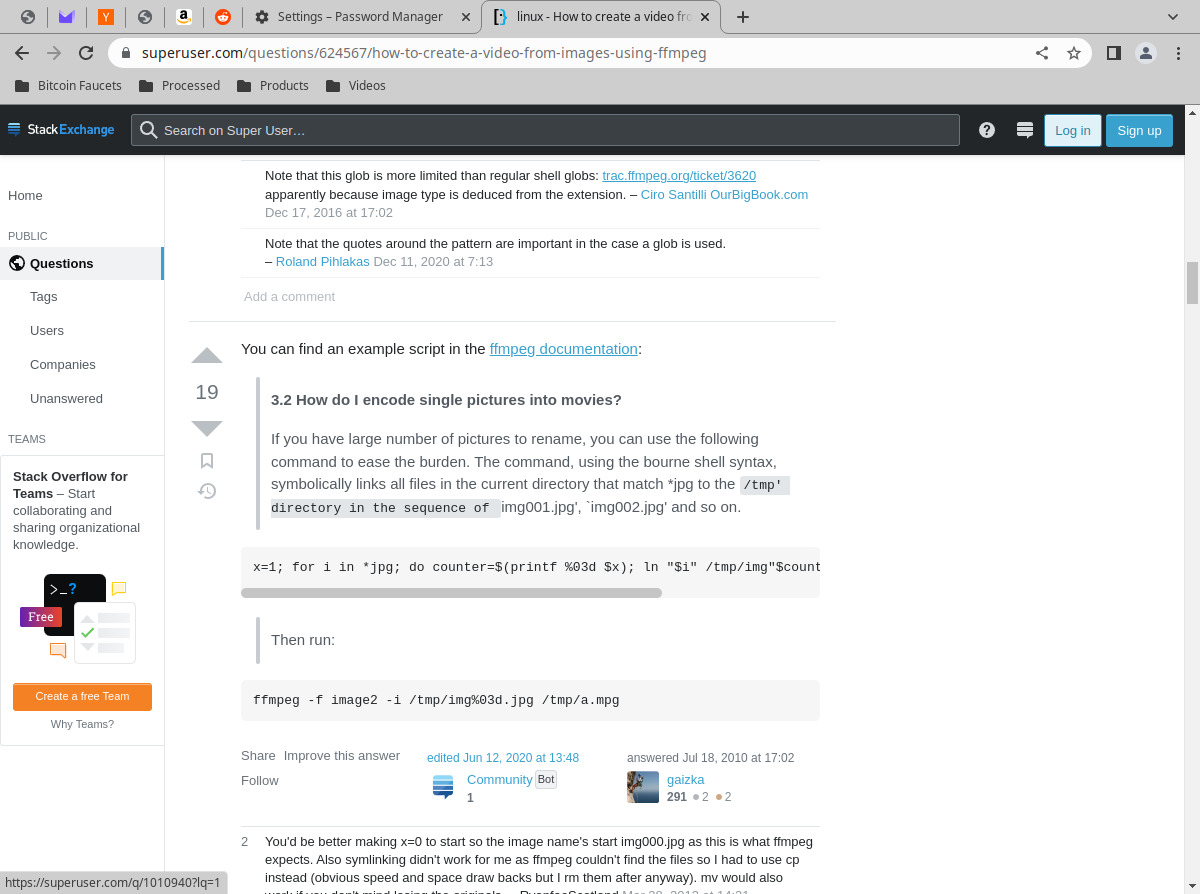 Settings – Password Manager
linux - How to create a video fro
superuser.com/questions/624567/how-to-create-a-video-from-images-using-ffmpeg
Bitcoin Faucets
Processed
Products
Videos
StackExchange
Search on Super User…
Log in
Sign up
Home
PUBLIC
Questions
Tags
Users
Companies
Unanswered
TEAMS
Stack Overflow for
Teams – Start
collaborating and
sharing organizational
knowledge.
>_?
Free
Create a free Team
Why Teams?
Note that this glob is more limited than regular shell globs: trac.ffmpeg.org/ticket/3620
apparently because image type is deduced from the extension. – Ciro Santilli OurBigBook.com
Dec 17, 2016 at 17:02
Note that the quotes around the pattern are important in the case a glob is used.
– Roland Pihlakas Dec 11, 2020 at 7:13
Add a comment
19
You can find an example script in the ffmpeg documentation:
3.2 How do I encode single pictures into movies?
If you have large number of pictures to rename, you can use the following
command to ease the burden. The command, using the bourne shell syntax,
symbolically links all files in the current directory that match *jpg to the /tmp'
directory in the sequence of img001.jpg', `img002.jpg' and so on.
x=1; for i in *jpg; do counter=$(printf %03d $x); ln "$i" /tmp/img"$count
Then run:
ffmpeg -f image2 -i /tmp/img%03d.jpg /tmp/a.mpg
Share Improve this answer
Follow
edited Jun 12, 2020 at 13:48
Community Bot
1
answered Jul 18, 2010 at 17:02
gaizka
291 ●2 ●2
2
You'd be better making x=0 to start so the image name's start img000.jpg as this is what ffmpeg
expects. Also symlinking didn't work for me as ffmpeg couldn't find the files so I had to use cp
instead (obvious speed and space draw backs but I rm them after anyway). mv would also
work if you don't mind losing the originals. –
https://superuser.com/q/1010940?lq=1